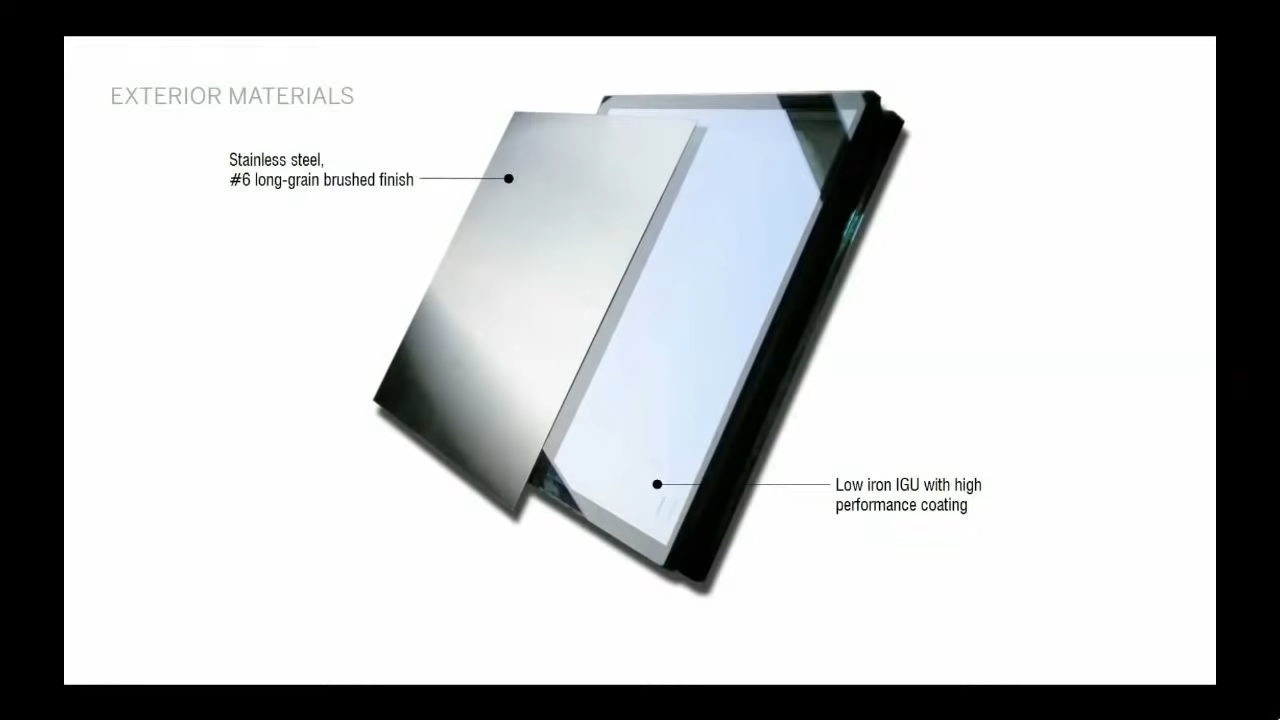 EXTERIOR MATERIALS
Stainless steel,
#6 long-grain brushed finish
Low iron IGU with high
performance coating